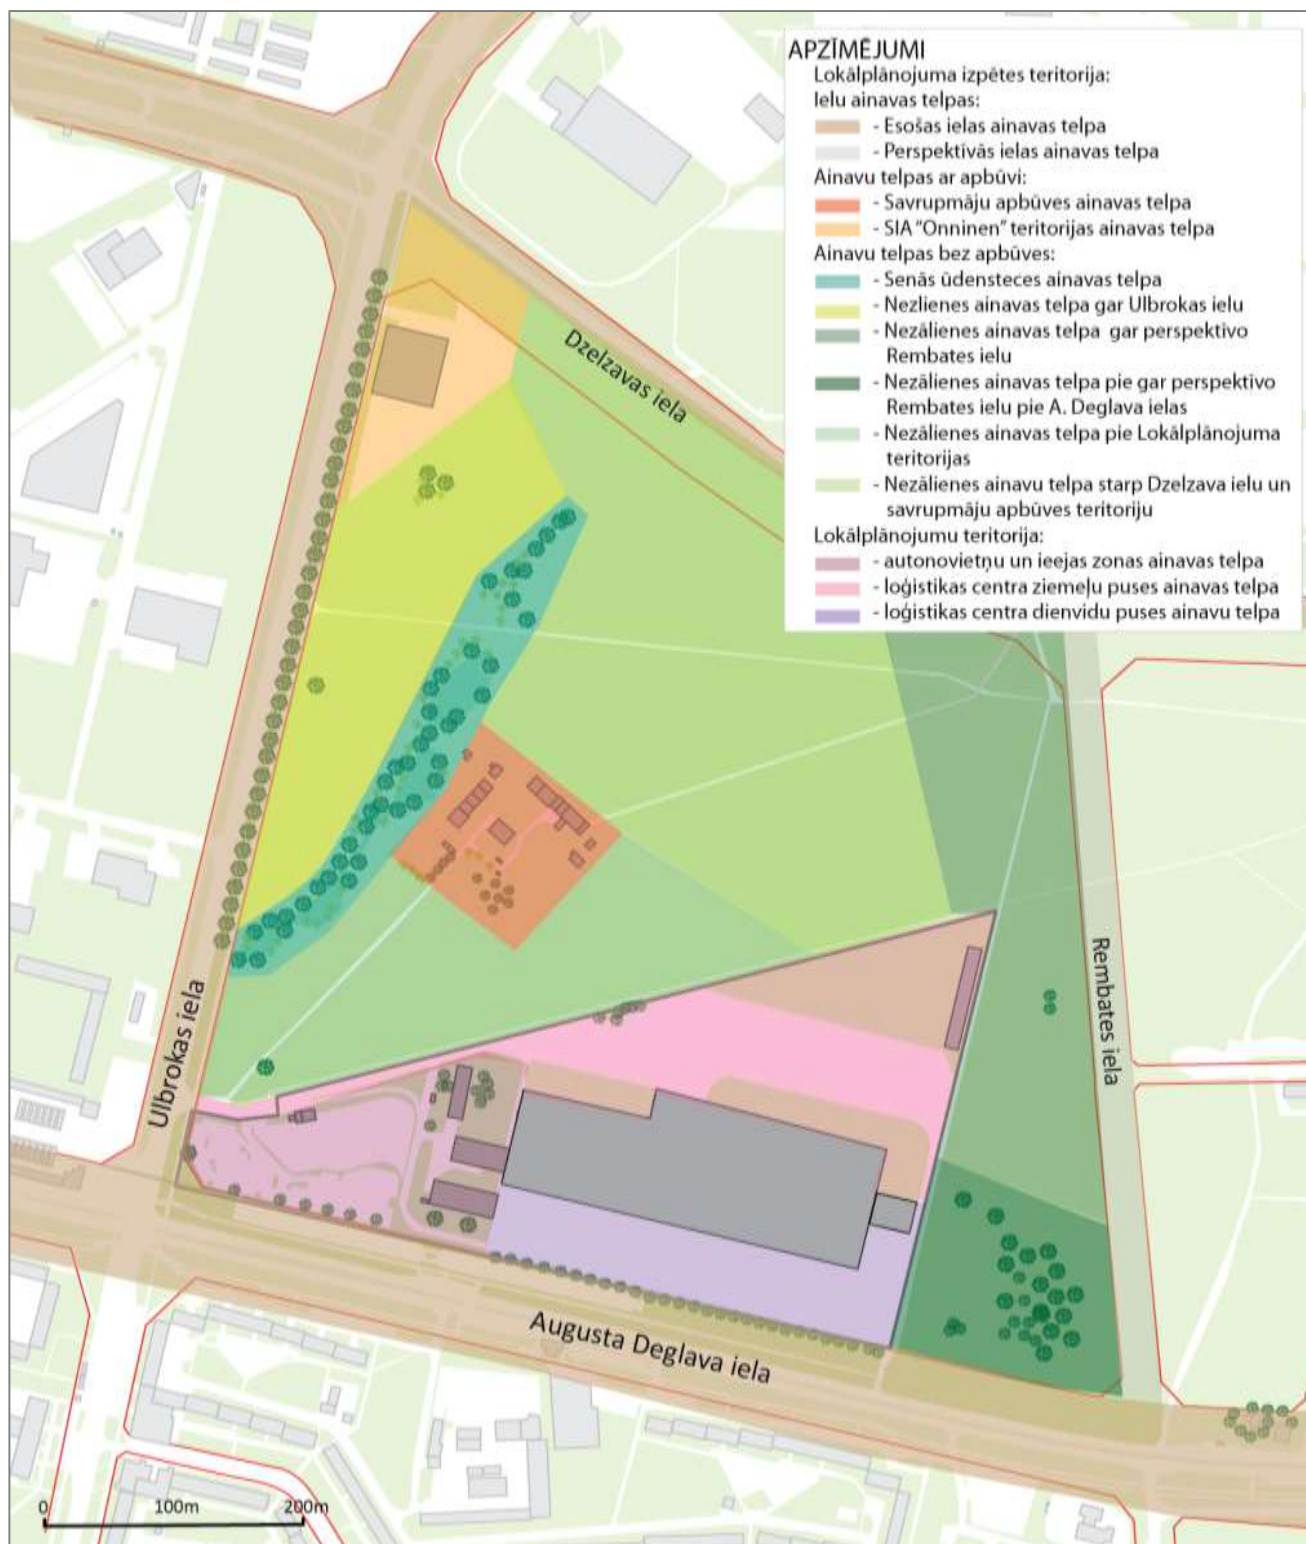 APZĪMĒJUMI
Lokālplānojuma izpētes teritorija:
Ielu ainavas telpas:
- Esošas ielas ainavas telpa
- Perspektīvās ielas ainavas telpa
Ainavu telpas ar apbūvi:
- Savrupmāju apbūves ainavas telpa
- SIA “Onninen” teritorijas ainavas telpa
Ainavu telpas bez apbūves:
- Senās ūdensteces ainavas telpa
- Nezlienes ainavas telpa gar Ulbrokas ielu
- Nezālienes ainavas telpa gar perspektīvo
Rembates ielu
- Nezālienes ainavas telpa pie gar perspektīvo
Rembates ielu pie A. Deglava ielas
- Nezālienes ainavas telpa pie Lokālplānojuma
teritorijas
- Nezālienes ainavu telpa starp Dzelzava ielu un
savrupmāju apbūves teritoriju
Lokālplānojumu teritorija:
- autonovietņu un ieejas zonas ainavas telpa
- loģistikas centra ziemeļu puses ainavas telpa
- loģistikas centra dienvidu puses ainavu telpa
Dzelzavas iela
Rembates iela
Ulbrokas iela
Augusta Deglava iela
0 100m 200m